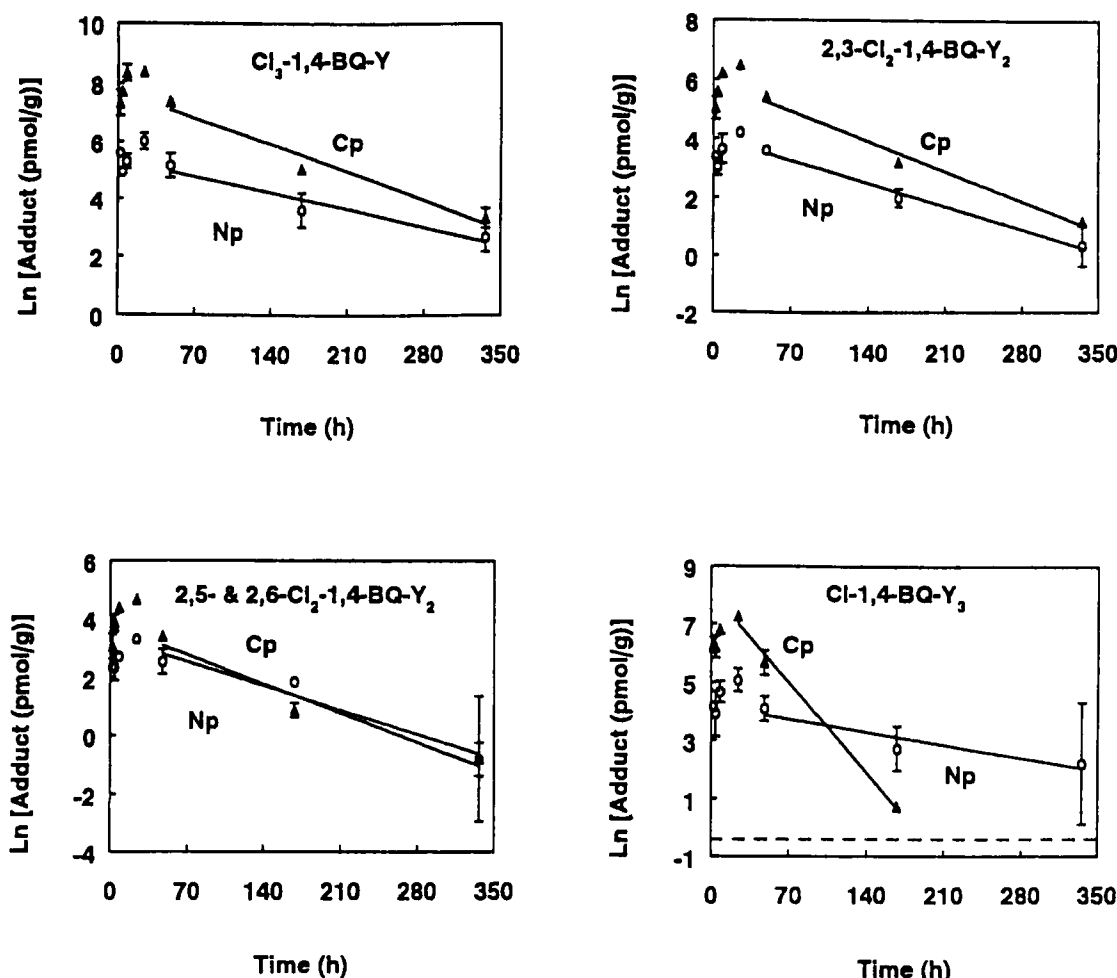 Cl3-1,4-BQ-Y
Ln [Adduct (pmol/g)]
10
8
6
4
2
0
Cp
Np
0 70 140 210 280 350
Time (h)
2,3-Cl2-1,4-BQ-Y2
Ln [Adduct (pmol/g)]
8
6
4
2
0
-2
Cp
Np
0 70 140 210 280 350
Time (h)
2,5- & 2,6-Cl2-1,4-BQ-Y2
Ln [Adduct (pmol/g)]
6
4
2
0
-2
-4
Cp
Np
0 70 140 210 280 350
Time (h)
Cl-1,4-BQ-Y3
Ln [Adduct (pmol/g)]
9
7
5
3
1
-1
Cp
Np
0 70 140 210 280 350
Time (h)